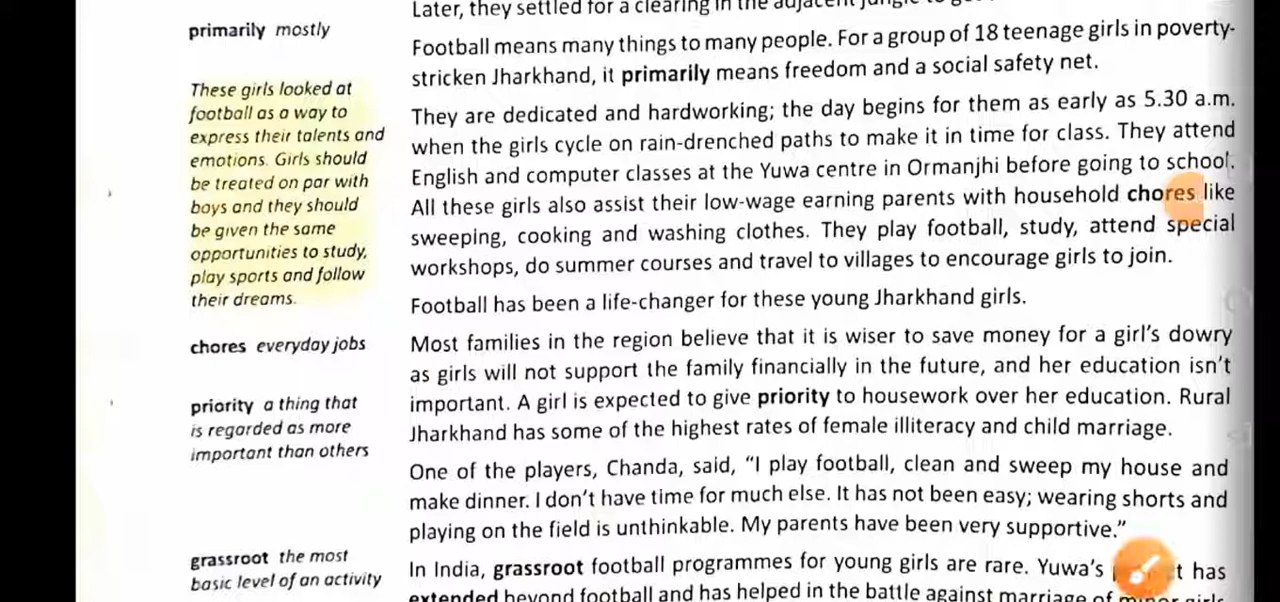 Later, they settled for a clearing in the adjacent jungle to
primarily mostly
Football means many things to many people. For a group of 18 teenage girls in poverty-
stricken Jharkhand, it primarily means freedom and a social safety net.
These girls looked at
football as a way to
express their talents and
emotions. Girls should
be treated on par with
boys and they should
be given the same
opportunities to study,
play sports and follow
their dreams.
They are dedicated and hardworking; the day begins for them as early as 5.30 a.m.
when the girls cycle on rain-drenched paths to make it in time for class. They attend
English and computer classes at the Yuwa centre in Ormanjhi before going to school.
All these girls also assist their low-wage earning parents with household chores like
sweeping, cooking and washing clothes. They play football, study, attend special
workshops, do summer courses and travel to villages to encourage girls to join.
Football has been a life-changer for these young Jharkhand girls.
chores everyday jobs
priority a thing that
is regarded as more
important than others
Most families in the region believe that it is wiser to save money for a girl's dowry
as girls will not support the family financially in the future, and her education isn't
important. A girl is expected to give priority to housework over her education. Rural
Jharkhand has some of the highest rates of female illiteracy and child marriage.
One of the players, Chanda, said, "I play football, clean and sweep my house and
make dinner. I don't have time for much else. It has not been easy; wearing shorts and
playing on the field is unthinkable. My parents have been very supportive."
grassroot the most
basic level of an activity
In India, grassroot football programmes for young girls are rare. Yuwa's has
extended beyond football and has helped in the battle against marriage of minor girls